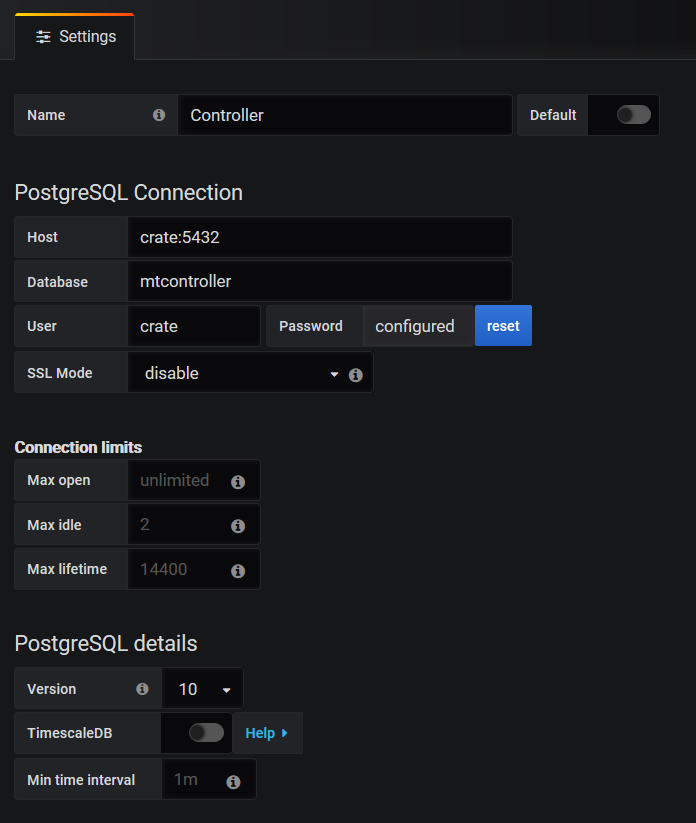 Settings
Name Controller Default
PostgreSQL Connection
Host crate:5432
Database mtcontroller
User crate Password configured reset
SSL Mode disable
Connection limits
Max open unlimited
Max idle 2
Max lifetime 14400
PostgreSQL details
Version 10
TimescaleDB Help
Min time interval 1m